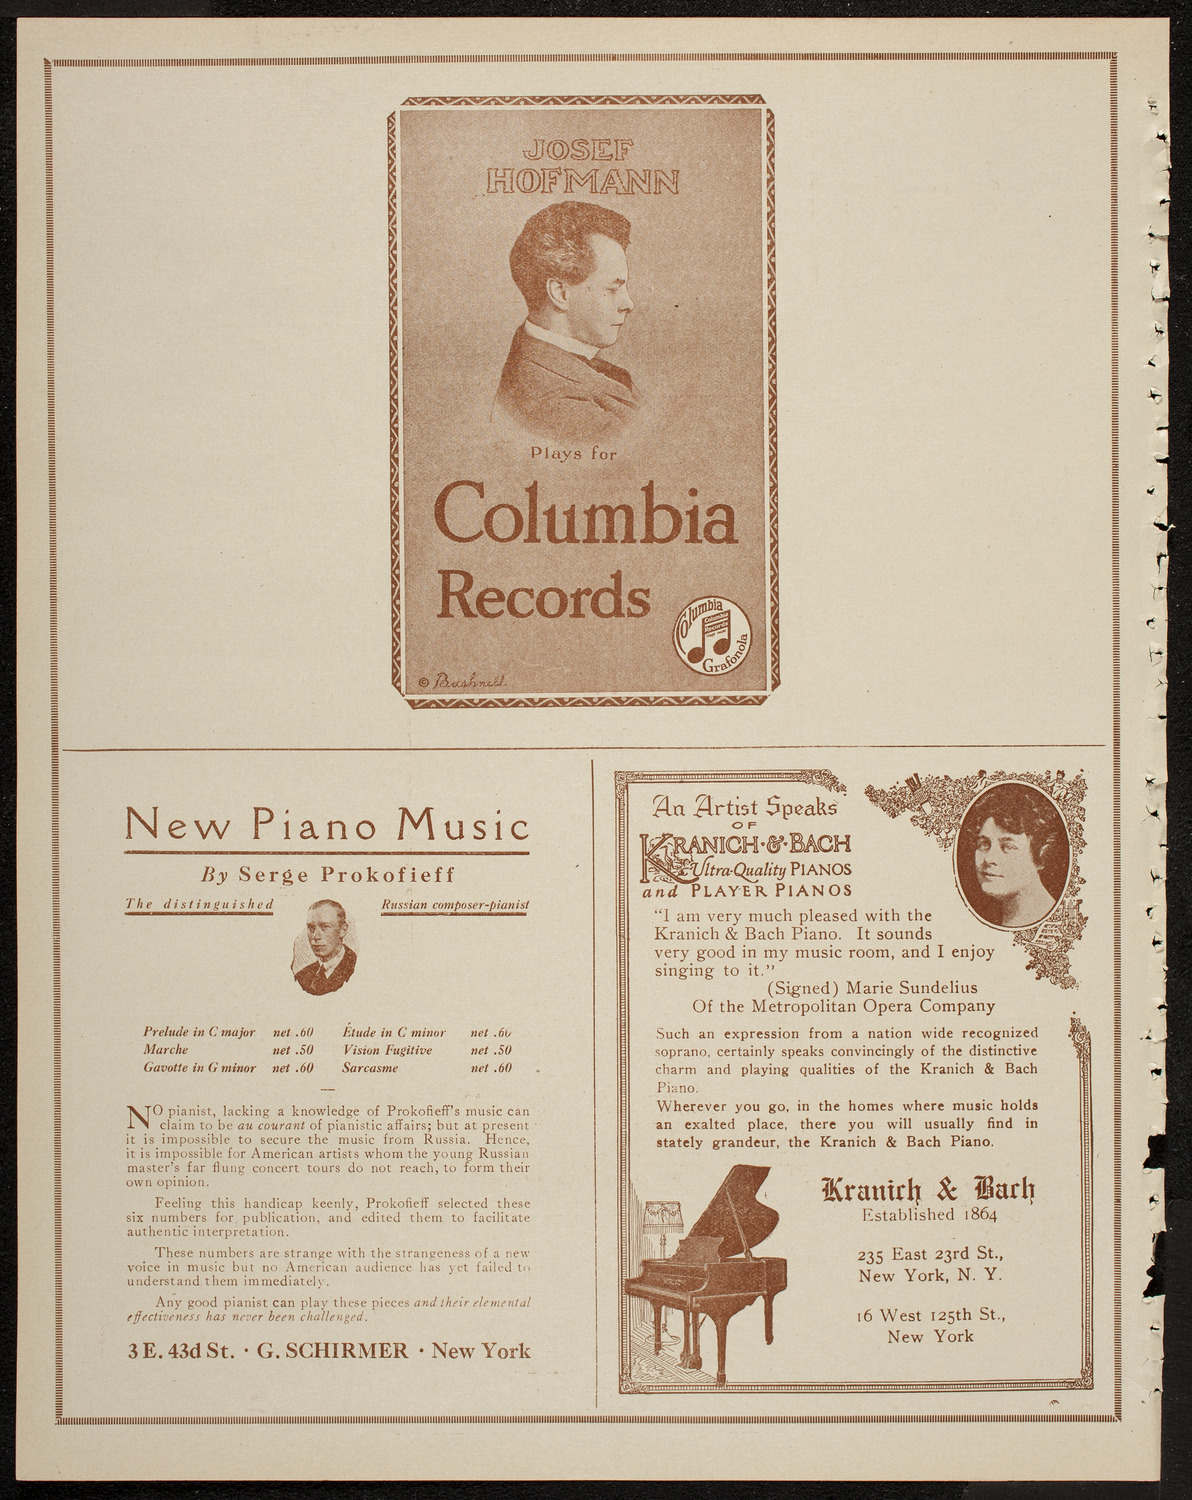 JOSEF
HOFMANN
Plays for
Columbia
Records
Columbia
Columbia
Records
Grafonola
© Bushnell
New Piano Music
By Serge Prokofieff
The distinguished
Russian composer-pianist
Prelude in C major net .60 Étude in C minor net .60
Marche net .50 Vision Fugitive net .50
Gavotte in G minor net .60 Sarcasme net .60
NO pianist, lacking a knowledge of Prokofieff's music can
claim to be au courant of pianistic affairs; but at present
it is impossible to secure the music from Russia. Hence,
it is impossible for American artists whom the young Russian
master's far flung concert tours do not reach, to form their
own opinion.
Feeling this handicap keenly, Prokofieff selected these
six numbers for publication, and edited them to facilitate
authentic interpretation.
These numbers are strange with the strangeness of a new
voice in music but no American audience has yet failed to
understand them immediately.
Any good pianist can play these pieces and their elemental
effectiveness has never been challenged.
3 E. 43d St. · G. SCHIRMER · New York
An Artist Speaks
OF
KRANICH·&·BACH
Ultra-Quality PIANOS
and PLAYER PIANOS
"I am very much pleased with the
Kranich & Bach Piano. It sounds
very good in my music room, and I enjoy
singing to it."
(Signed) Marie Sundelius
Of the Metropolitan Opera Company
Such an expression from a nation wide recognized
soprano, certainly speaks convincingly of the distinctive
charm and playing qualities of the Kranich & Bach
Piano.
Wherever you go, in the homes where music holds
an exalted place, there you will usually find in
stately grandeur, the Kranich & Bach Piano.
Kranich & Bach
Established 1864
235 East 23rd St.,
New York, N. Y.
16 West 125th St.,
New York